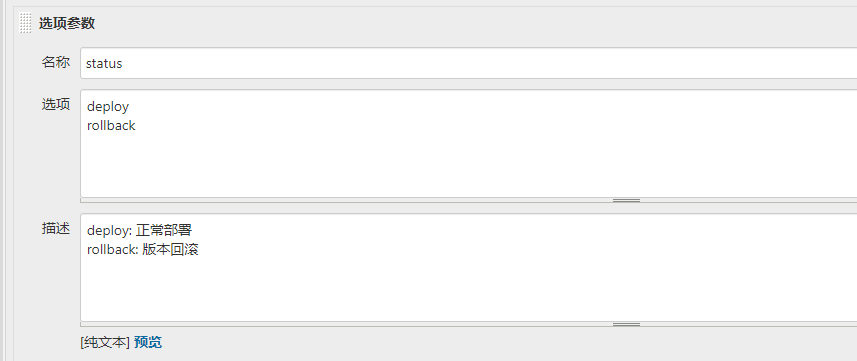 选项参数
名称 status
选项 deploy
rollback
描述 deploy: 正常部署
rollback: 版本回滚
[纯文本] 预览